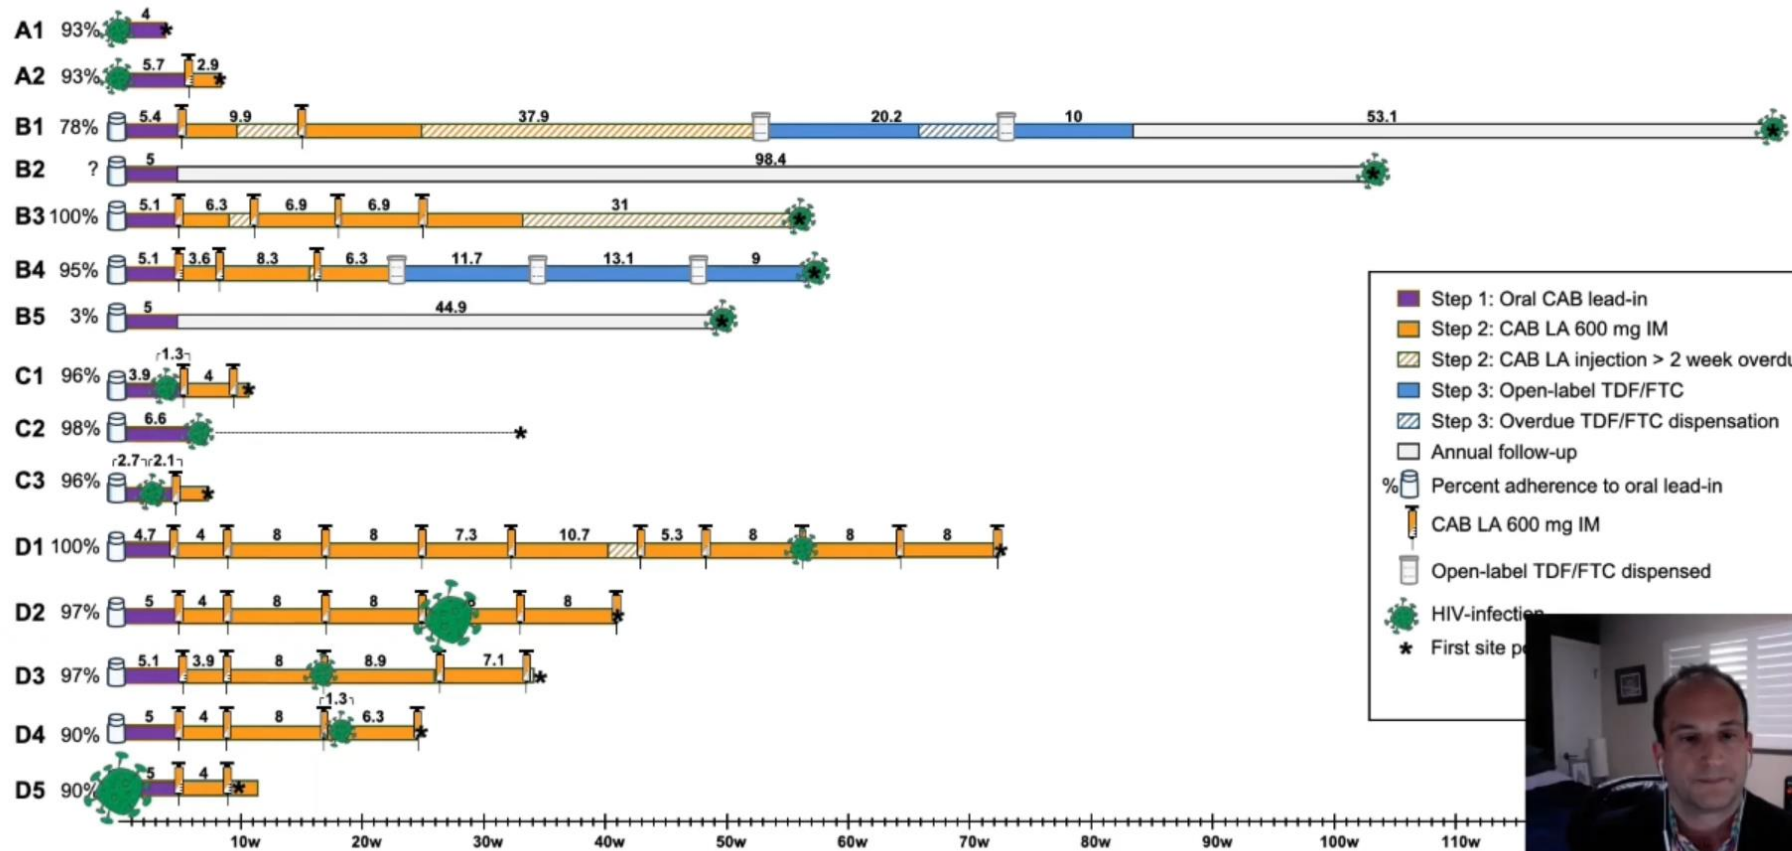 4
A1 93%
5.7 2.9
A2 93%
5.4 9.9 37.9 20.2 10 53.1
B1 78%
5 98.4
B2 ?
5.1 6.3 6.9 6.9 31
B3 100%
5.1 3.6 8.3 6.3 11.7 13.1 9
B4 95%
5 44.9
B5 3%
1.3
3.9 4
C1 96%
6.6
C2 98% *
2.7 2.1
C3 96%
4.7 4 8 8 7.3 10.7 5.3 8 8 8
D1 100%
5 4 8 8 8
D2 97%
5.1 3.9 8 8.9 7.1
D3 97%
1.3
5 4 8 6.3
D4 90%
5 4
D5 90%
10w 20w 30w 40w 50w 60w 70w 80w 90w 100w 110w
Step 1: Oral CAB lead-in
Step 2: CAB LA 600 mg IM
Step 2: CAB LA injection > 2 week
Step 3: Open-label TDF/FTC
Step 3: Overdue TDF/FTC dispensation
Annual follow-up
% Percent adherence to oral lead-in
CAB LA 600 mg IM
Open-label TDF/FTC dispensed
HIV-infection
* First site